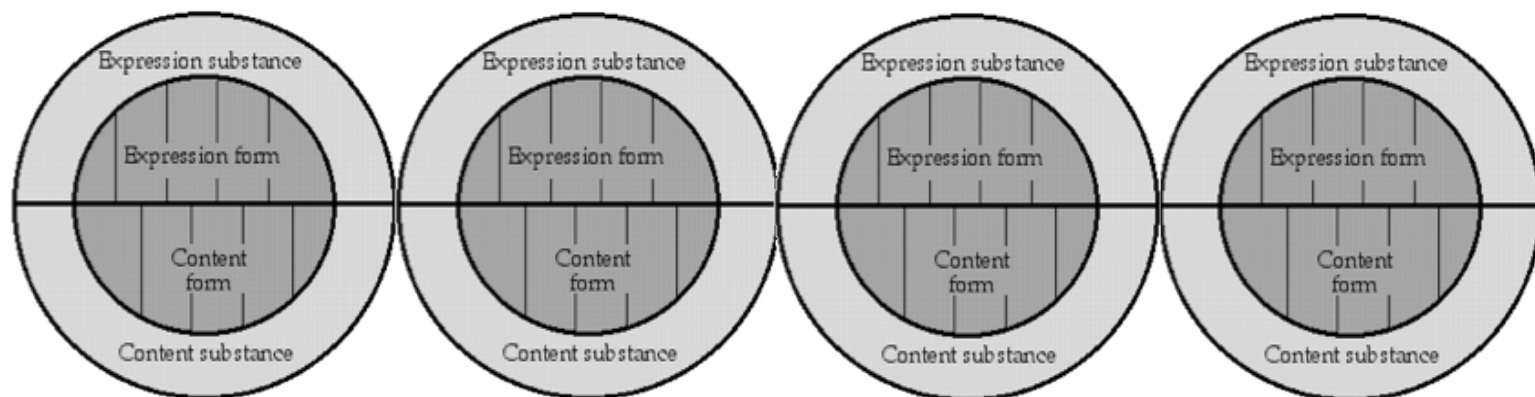 Expression substance Expression substance Expression substance Expression substance
Expression form Expression form Expression form Expression form
Content Content Content Content
form form form form
Content substance Content substance Content substance Content substance